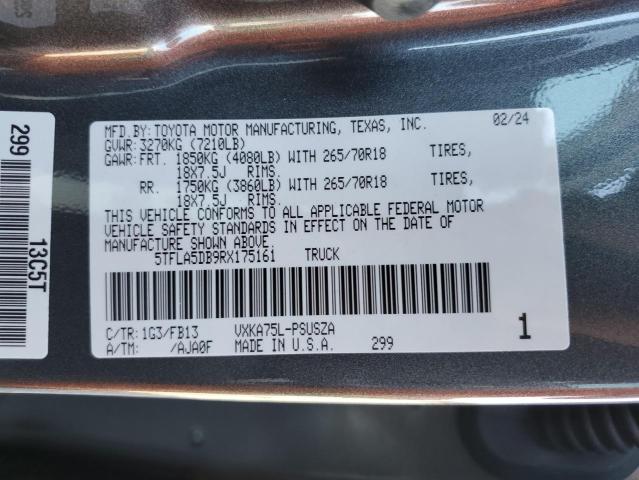 MFD.BY:TOYOTA MOTOR MANUFACTURING, TEXAS, INC. 02/24
GVWR:3270KG (7210LB)
GAWR:FRT. 1850KG (4080LB) WITH 265/70R18 TIRES,
18X7.5J RIMS.
RR. 1750KG (3860LB) WITH 265/70R18 TIRES,
18X7.5J RIMS.
THIS VEHICLE CONFORMS TO ALL APPLICABLE FEDERAL MOTOR
VEHICLE SAFETY STANDARDS IN EFFECT ON THE DATE OF
MANUFACTURE SHOWN ABOVE.
5TFLA5DB9RX175161 TRUCK
C/TR:1G3/FB13 VXKA75L-PSUSZA
A/TM: /AJA0F MADE IN U.S.A. 299
1
299
13C5T